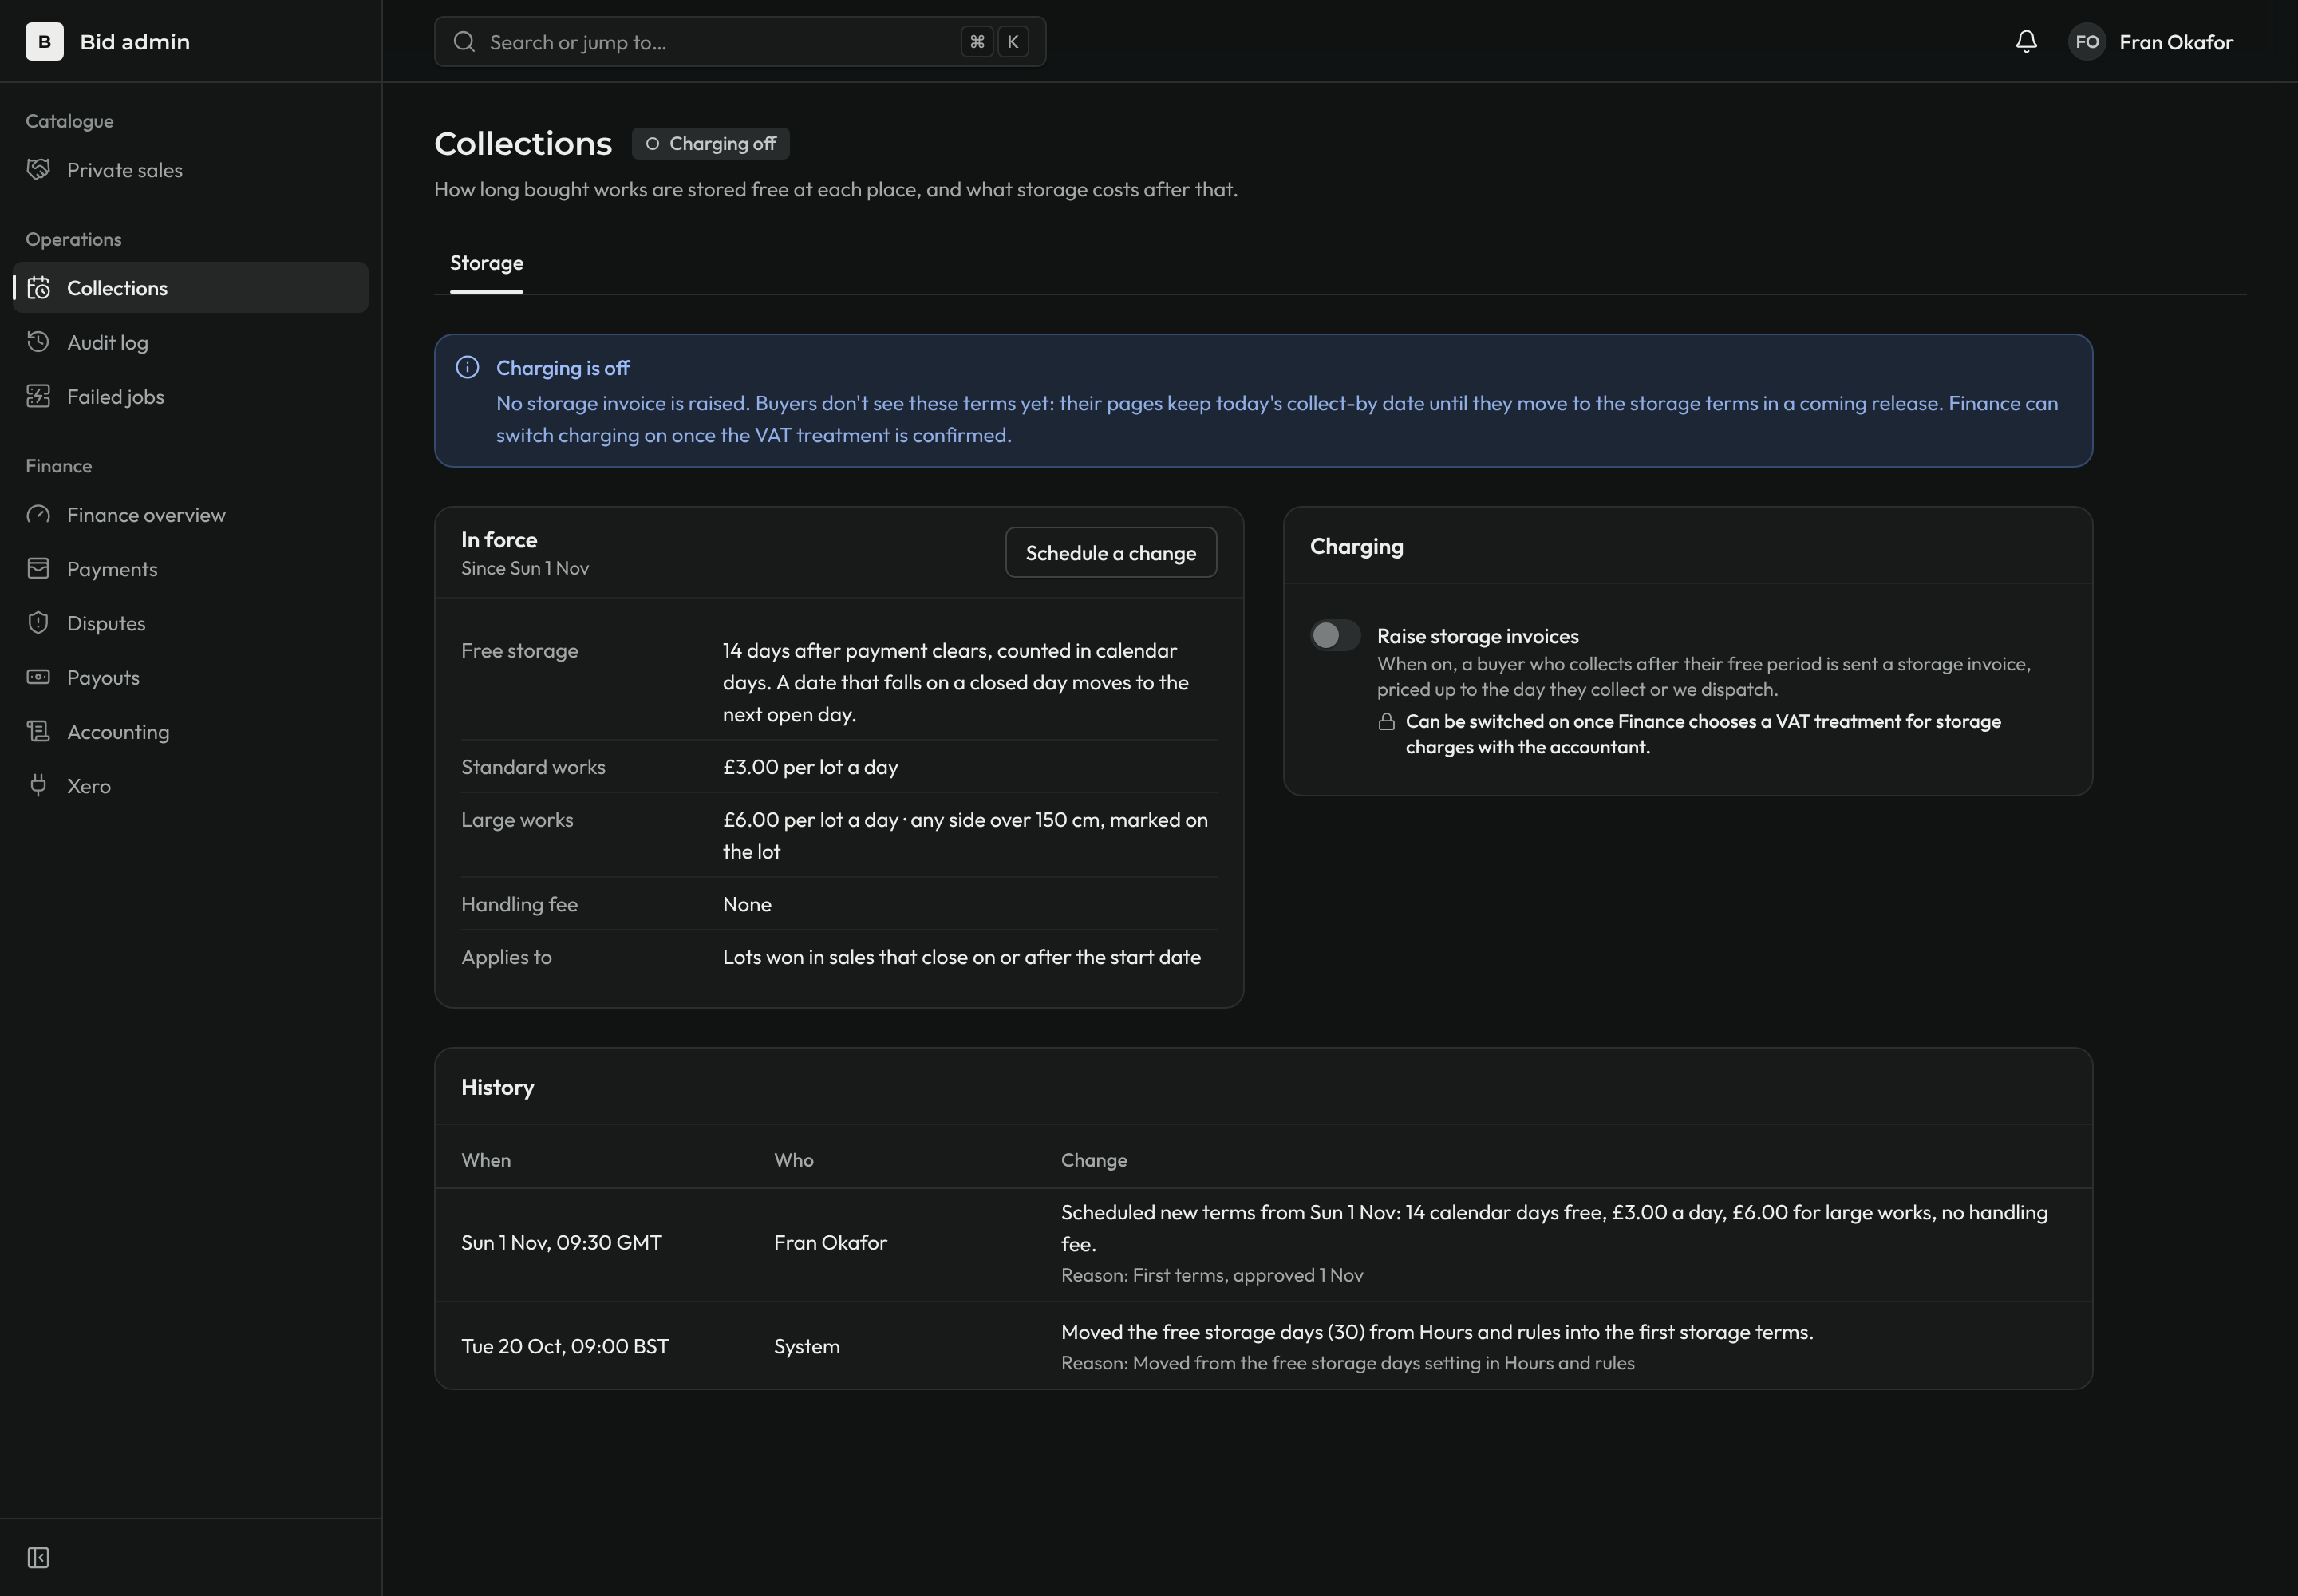 B
Bid admin
Search or jump to...
⌘ K
FO
Fran Okafor
Catalogue
Private sales
Operations
Collections
Audit log
Failed jobs
Finance
Finance overview
Payments
Disputes
Payouts
Accounting
Xero
Collections
Charging off
How long bought works are stored free at each place, and what storage costs after that.
Storage
Charging is off
No storage invoice is raised. Buyers don't see these terms yet: their pages keep today's collect-by date until they move to the storage terms in a coming release. Finance can
switch charging on once the VAT treatment is confirmed.
In force
Since Sun 1 Nov
Schedule a change
Free storage
14 days after payment clears, counted in calendar
days. A date that falls on a closed day moves to the
next open day.
Standard works
£3.00 per lot a day
Large works
£6.00 per lot a day · any side over 150 cm, marked on
the lot
Handling fee
None
Applies to
Lots won in sales that close on or after the start date
Charging
Raise storage invoices
When on, a buyer who collects after their free period is sent a storage invoice,
priced up to the day they collect or we dispatch.
Can be switched on once Finance chooses a VAT treatment for storage
charges with the accountant.
History
When
Who
Change
Sun 1 Nov, 09:30 GMT
Fran Okafor
Scheduled new terms from Sun 1 Nov: 14 calendar days free, £3.00 a day, £6.00 for large works, no handling
fee.
Reason: First terms, approved 1 Nov
Tue 20 Oct, 09:00 BST
System
Moved the free storage days (30) from Hours and rules into the first storage terms.
Reason: Moved from the free storage days setting in Hours and rules